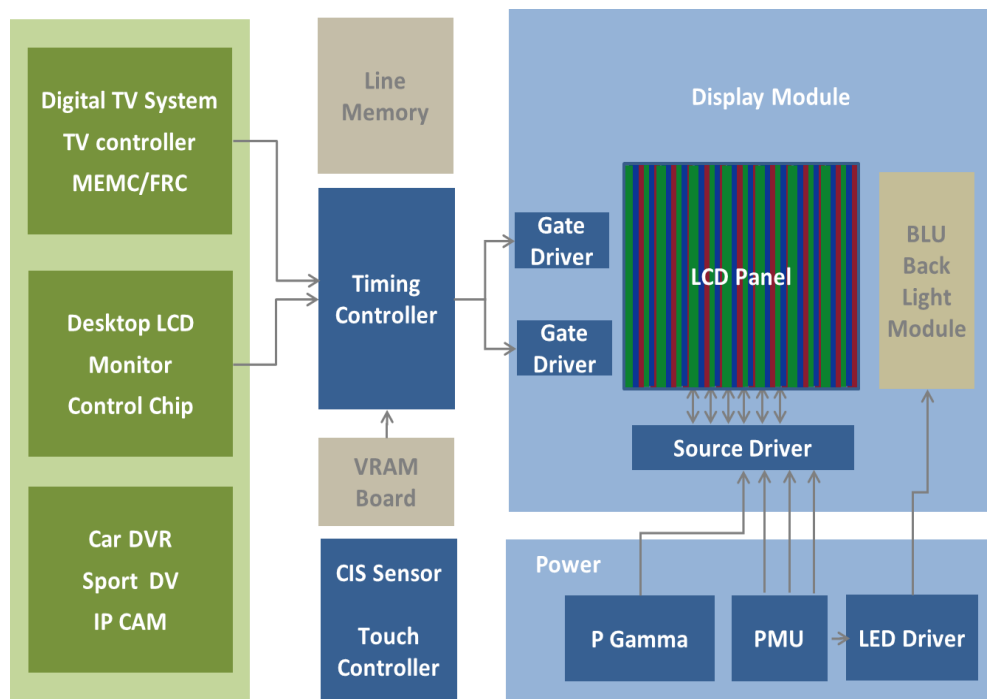 Digital TV System
TV controller
MEMC/FRC
Desktop LCD
Monitor
Control Chip
Car DVR
Sport DV
IP CAM
Line
Memory
Timing
Controller
VRAM
Board
CIS Sensor
Touch
Controller
Display Module
Gate
Driver
Gate
Driver
LCD Panel
BLU
Back
Light
Module
Source Driver
Power
P Gamma
PMU
LED Driver